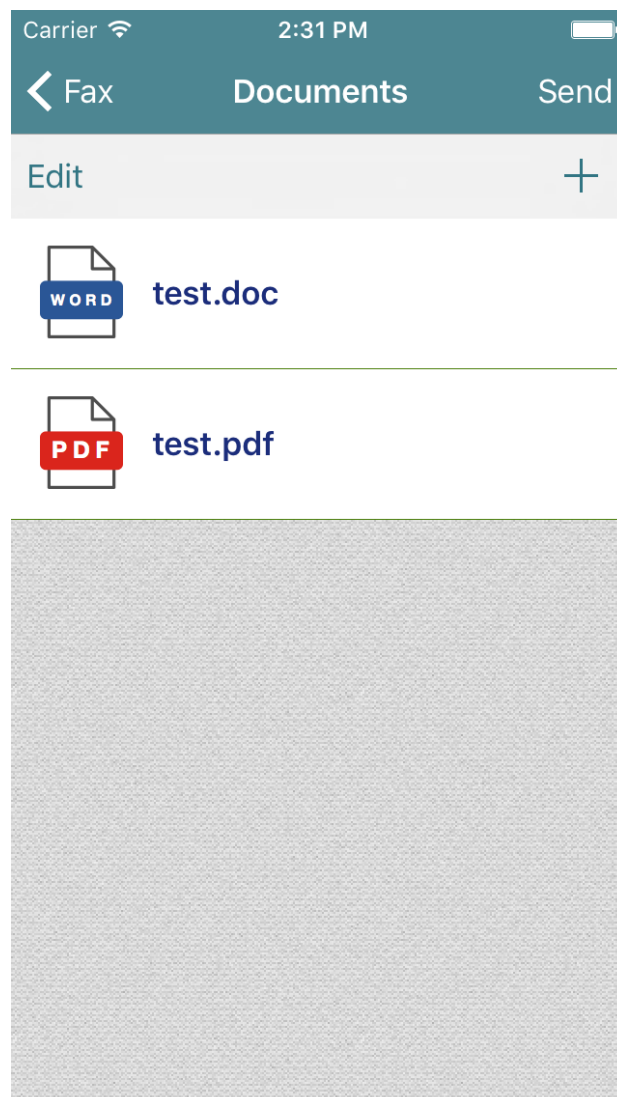 Carrier 2:31 PM
Fax Documents Send
Edit +
WORD test.doc
PDF test.pdf